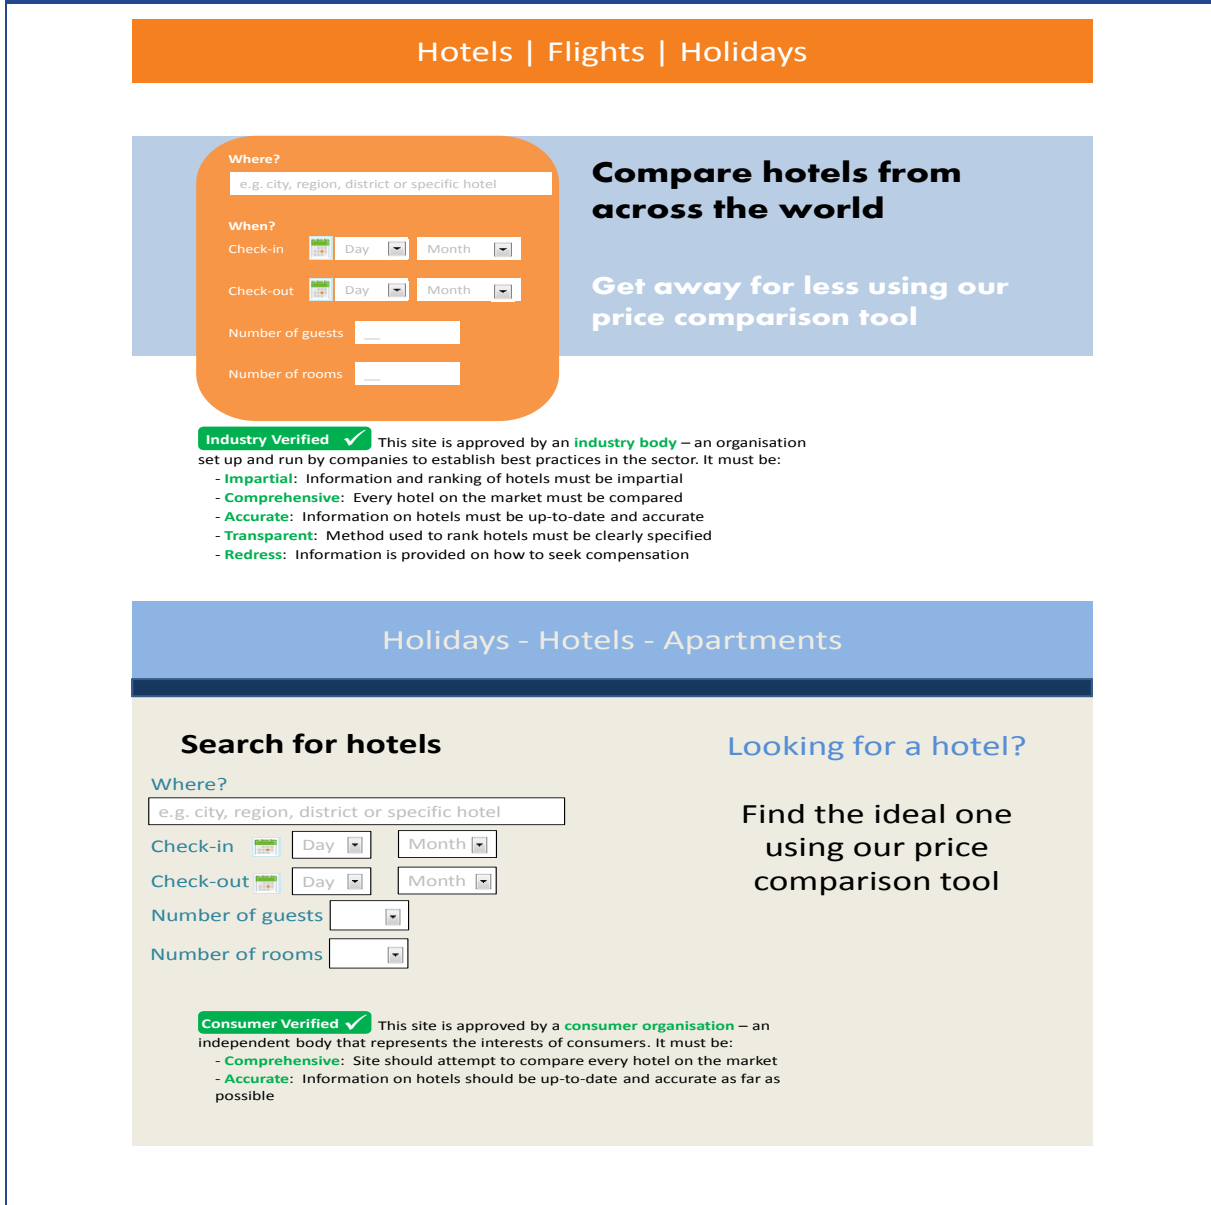 Hotels | Flights | Holidays
Where?
e.g. city, region, district or specific hotel
When?
Check-in Day Month
Check-out Day Month
Number of guests __
Number of rooms __
Compare hotels from
across the world
Get away for less using our
price comparison tool
Industry Verified ✓ This site is approved by an industry body – an organisation
set up and run by companies to establish best practices in the sector. It must be:
- Impartial: Information and ranking of hotels must be impartial
- Comprehensive: Every hotel on the market must be compared
- Accurate: Information on hotels must be up-to-date and accurate
- Transparent: Method used to rank hotels must be clearly specified
- Redress: Information is provided on how to seek compensation
Holidays - Hotels - Apartments
Search for hotels
Where?
e.g. city, region, district or specific hotel
Check-in Day Month
Check-out Day Month
Number of guests
Number of rooms
Looking for a hotel?
Find the ideal one
using our price
comparison tool
Consumer Verified ✓ This site is approved by a consumer organisation – an
independent body that represents the interests of consumers. It must be:
- Comprehensive: Site should attempt to compare every hotel on the market
- Accurate: Information on hotels should be up-to-date and accurate as far as
possible